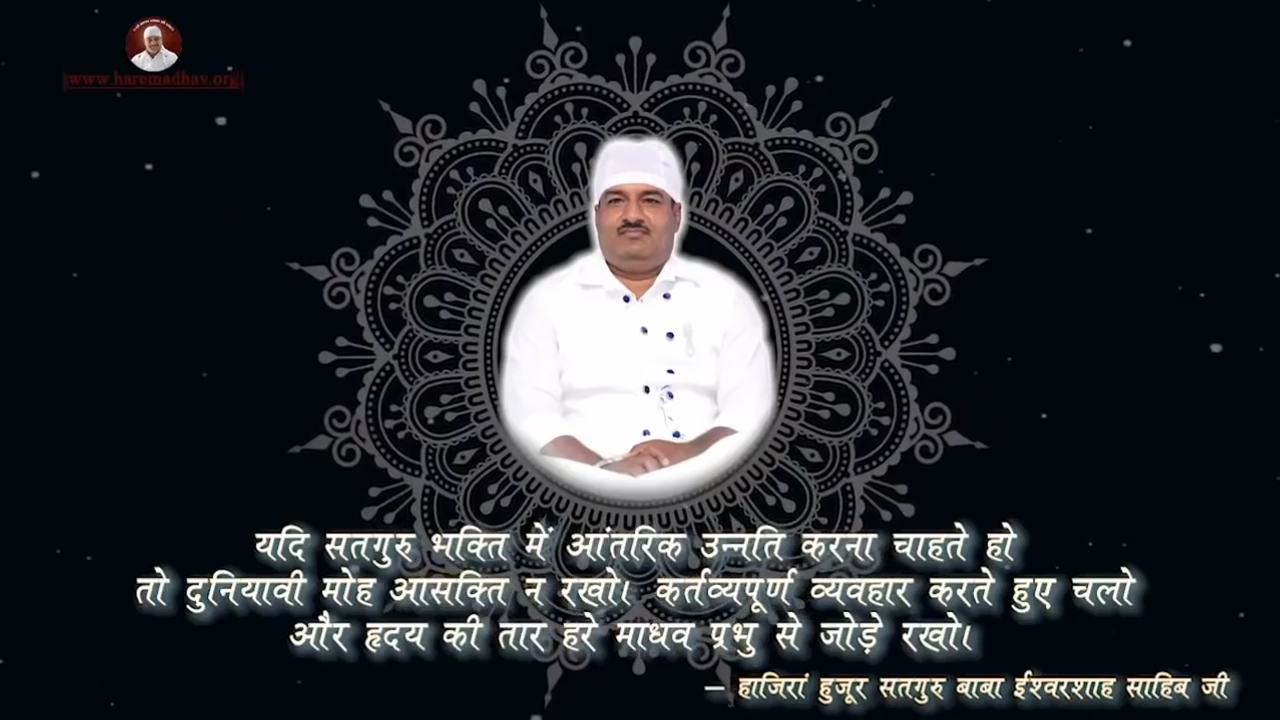 www.haremadhav.org
यदि सतगुरु भक्ति में आंतरिक उन्नति करना चाहते हो
तो दुनियावी मोह आसक्ति न रखो। कर्तव्यपूर्ण व्यवहार करते हुए चलो
और हृदय की तार हरे माधव प्रभु से जोड़े रखो।
– हाजिरां हुजूर सतगुरु बाबा ईश्वरशाह साहिब जी